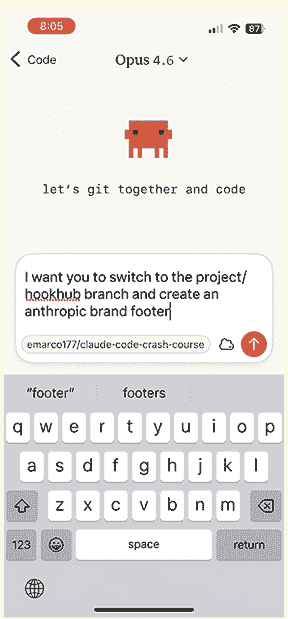 8:05
87
Code
Opus 4.6
let's git together and code
I want you to switch to the project/
hookhub branch and create an
anthropic brand footer
emarco177/claude-code-crash-course
"footer"
footers
q w e r t y u i o p
a s d f g h j k l
z x c v b n m
123
space
return